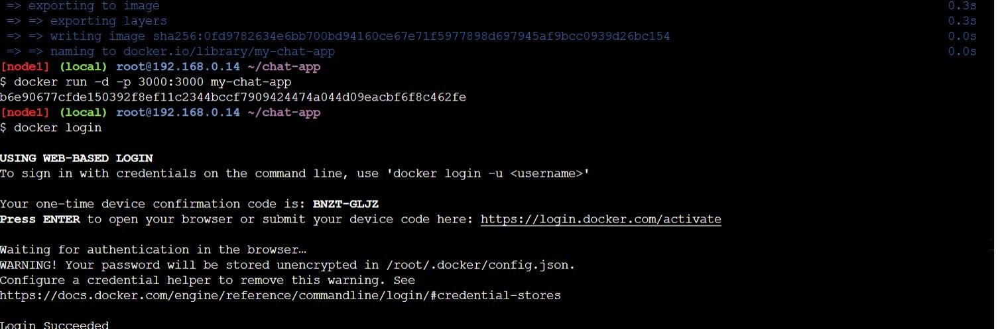 => exporting to image 0.3s
=> => exporting layers 0.3s
=> => writing image sha256:0fd9782634e6bb700bd94160ce67e71f5977898d697945af9bcc0939d26bc154 0.0s
=> => naming to docker.io/library/my-chat-app 0.0s
[node1] (local) root@192.168.0.14 ~/chat-app
$ docker run -d -p 3000:3000 my-chat-app
b6e90677cfde150392f8ef11c2344bccf7909424474a044d09eacbf6f8c462fe
[node1] (local) root@192.168.0.14 ~/chat-app
$ docker login
USING WEB-BASED LOGIN
To sign in with credentials on the command line, use 'docker login -u <username>'
Your one-time device confirmation code is: BNZT-GLJZ
Press ENTER to open your browser or submit your device code here: https://login.docker.com/activate
Waiting for authentication in the browser…
WARNING! Your password will be stored unencrypted in /root/.docker/config.json.
Configure a credential helper to remove this warning. See
https://docs.docker.com/engine/reference/commandline/login/#credential-stores
Login Succeeded